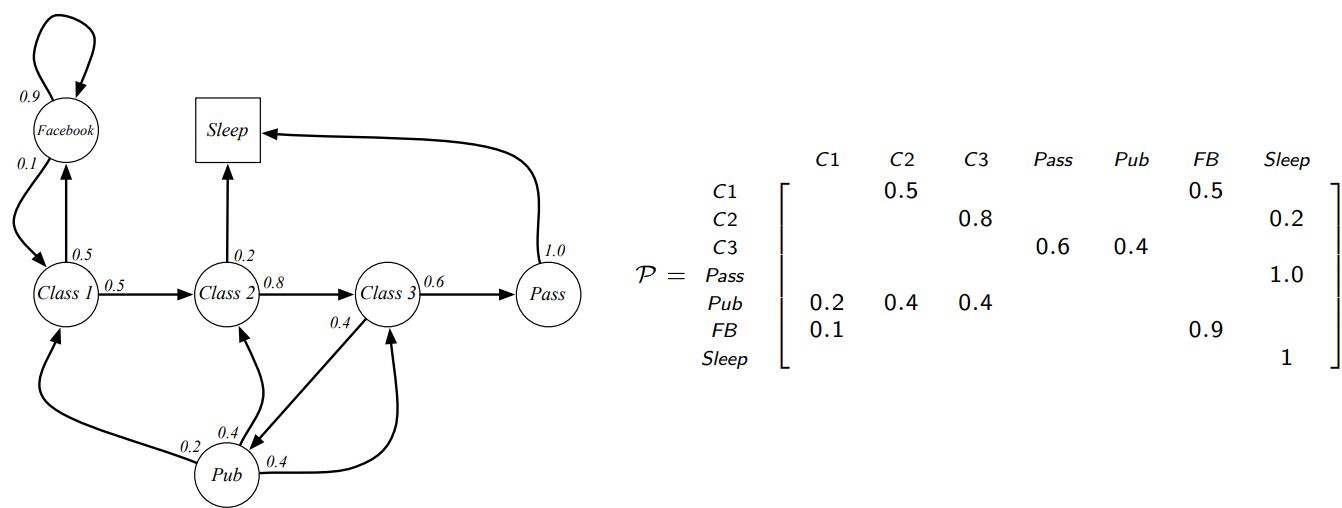 0.9
Facebook
0.1
0.5
Class 1
0.5
Sleep
0.2
Class 2
0.8
Class 3
0.6
0.4
1.0
Pass
0.2
0.4
0.4
Pub
C1 C2 C3 Pass Pub FB Sleep
C1 0.5 0.5
C2 0.8 0.2
C3 0.6 0.4
P = Pass 1.0
Pub 0.2 0.4 0.4
FB 0.1 0.9
Sleep 1